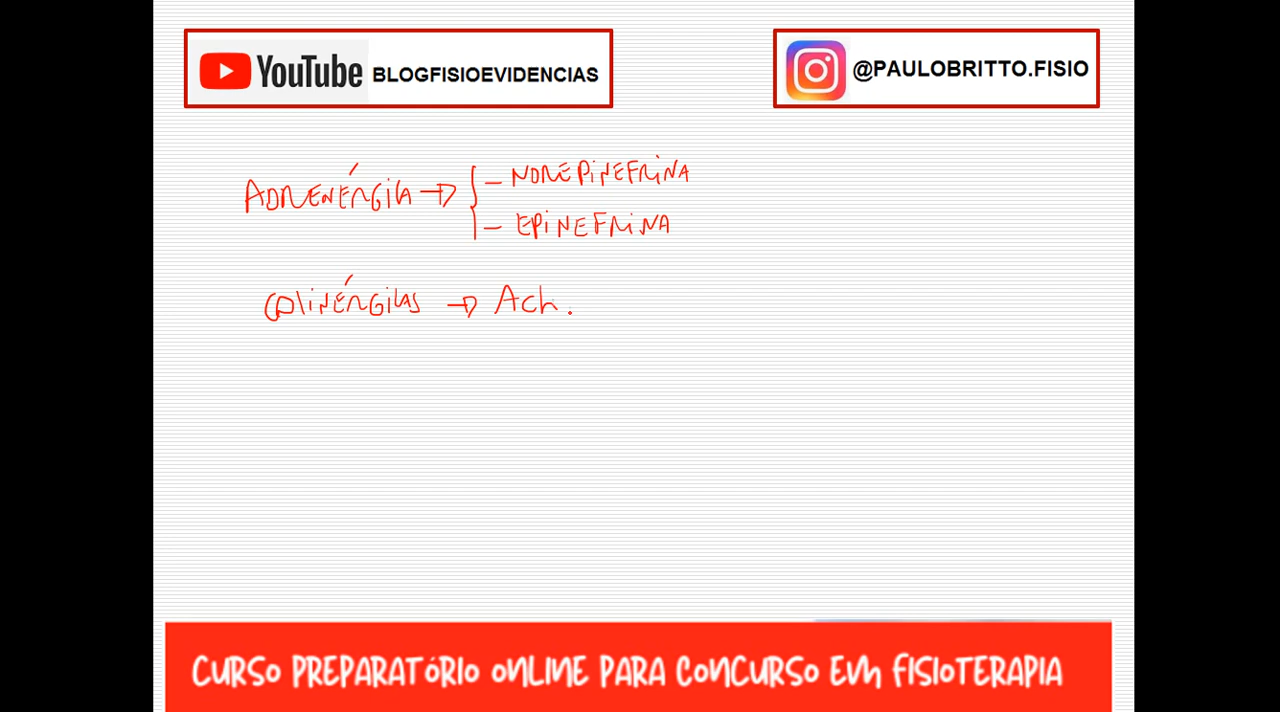 YouTube BLOGFISIOEVIDENCIAS
@PAULOBRITTO.FISIO
ADRENÉRGICA → { - NOREPINEFRINA
- EPINEFRINA
COlINÉRGICAS → Ach.
CURSO PREPARATÓRIO ONLINE PARA CONCURSO EM FISIOTERAPIA